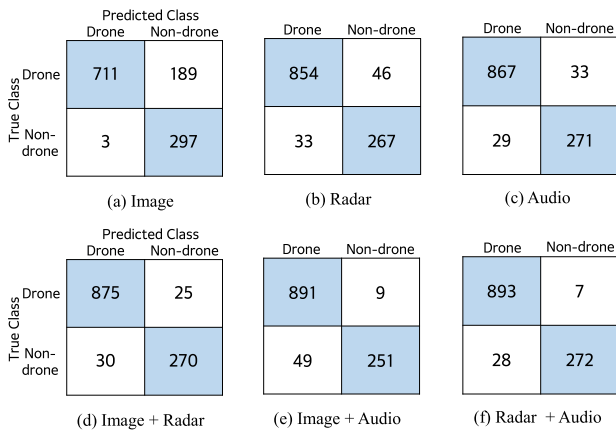 Predicted Class
Drone Non-drone
Drone Non-drone
Drone Non-drone
True Class
Drone 711 189
854 46
867 33
Non-drone 3 297
33 267
29 271
(a) Image
(b) Radar
(c) Audio
Predicted Class
Drone Non-drone
Drone Non-drone
Drone Non-drone
True Class
Drone 875 25
891 9
893 7
Non-drone 30 270
49 251
28 272
(d) Image + Radar
(e) Image + Audio
(f) Radar + Audio